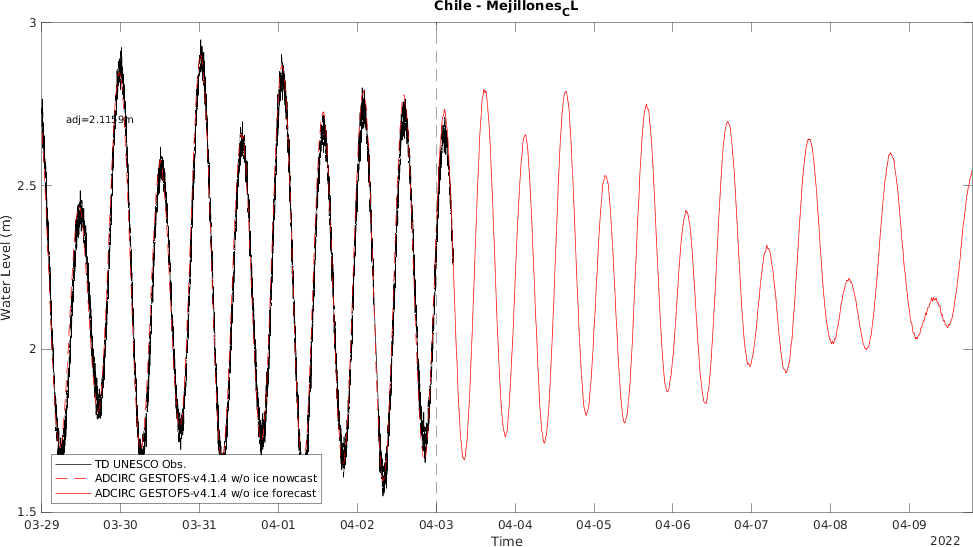 Chile - Mejillones_CL
3
adj=2.1159m
2.5
Water Level (m)
2
TD UNESCO Obs.
ADCIRC GESTOFS-v4.1.4 w/o ice nowcast
ADCIRC GESTOFS-v4.1.4 w/o ice forecast
1.5
03-29 03-30 03-31 04-01 04-02 04-03 04-04 04-05 04-06 04-07 04-08 04-09
Time
2022